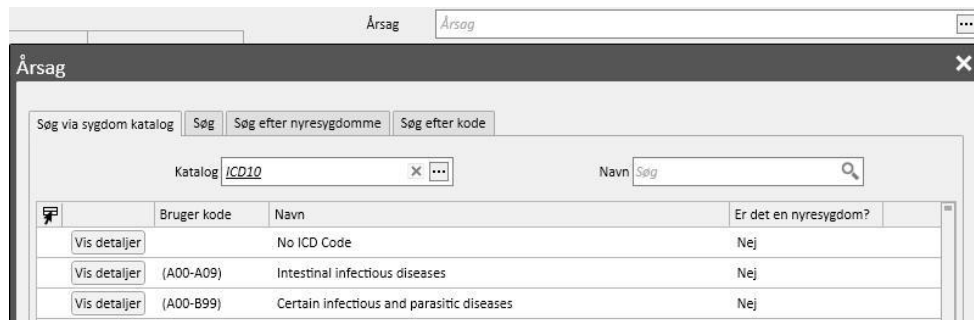 Årsag Årsag
Årsag
Søg via sygdom katalog Søg Søg efter nyresygdomme Søg efter kode
Katalog ICD10 Navn Søg
Bruger kode Navn Er det en nyresygdom?
Vis detaljer No ICD Code Nej
Vis detaljer (A00-A09) Intestinal infectious diseases Nej
Vis detaljer (A00-B99) Certain infectious and parasitic diseases Nej